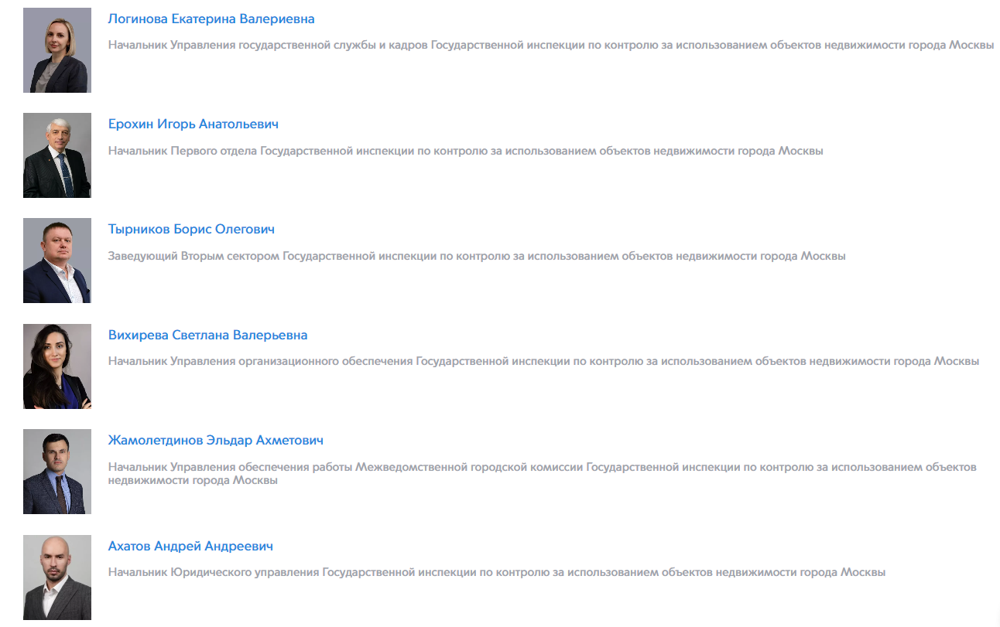 Логинова Екатерина Валериевна
Начальник Управления государственной службы и кадров Государственной инспекции по контролю за использованием объектов недвижимости города Москвы
Ерохин Игорь Анатольевич
Начальник Первого отдела Государственной инспекции по контролю за использованием объектов недвижимости города Москвы
Тырников Борис Олегович
Заведующий Вторым сектором Государственной инспекции по контролю за использованием объектов недвижимости города Москвы
Вихирева Светлана Валерьевна
Начальник Управления организационного обеспечения Государственной инспекции по контролю за использованием объектов недвижимости города Москвы
Жамолетдинов Эльдар Ахметович
Начальник Управления обеспечения работы Межведомственной городской комиссии Государственной инспекции по контролю за использованием объектов
недвижимости города Москвы
Ахатов Андрей Андреевич
Начальник Юридического управления Государственной инспекции по контролю за использованием объектов недвижимости города Москвы